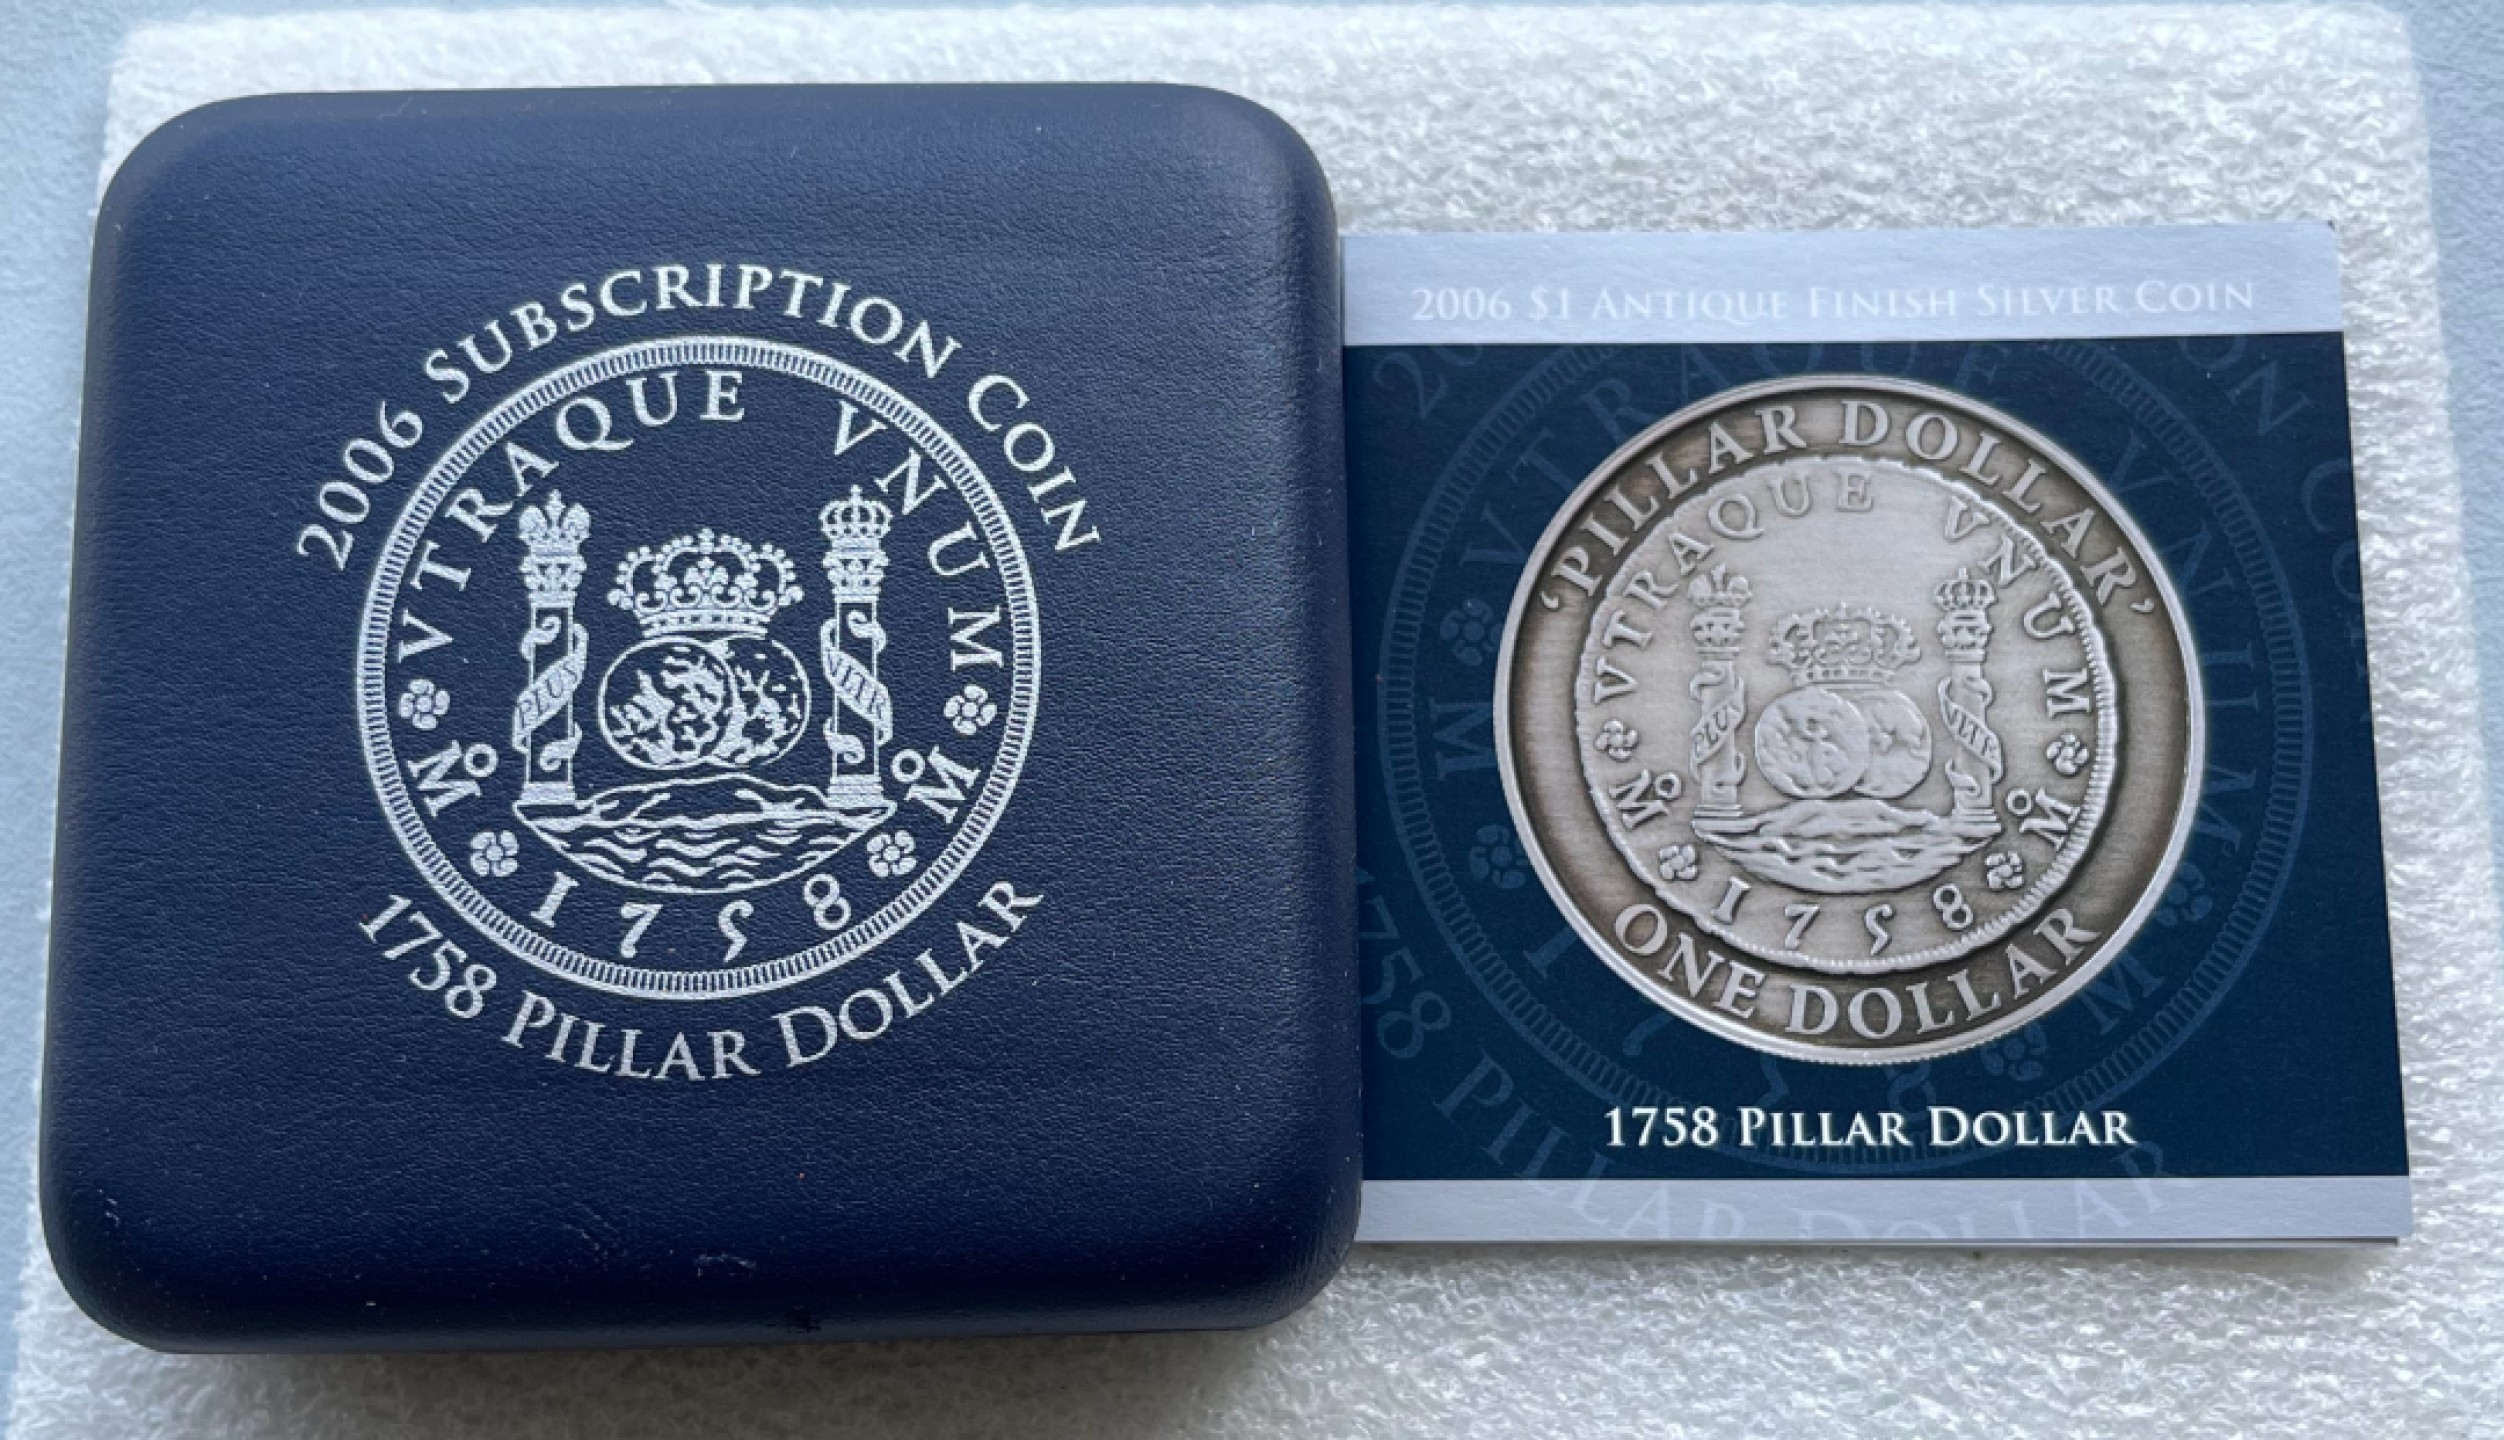 2006 SUBSCRIPTION COIN
VTRAQUE VNUM
PLUS
VLTR
M̊ 1758 M̊
1758 PILLAR DOLLAR
2006 $1 ANTIQUE FINISH SILVER COIN
'PILLAR DOLLAR'
VTRAQUE VNUM
PLUS
M̊ 1758 M̊
ONE DOLLAR
1758 PILLAR DOLLAR